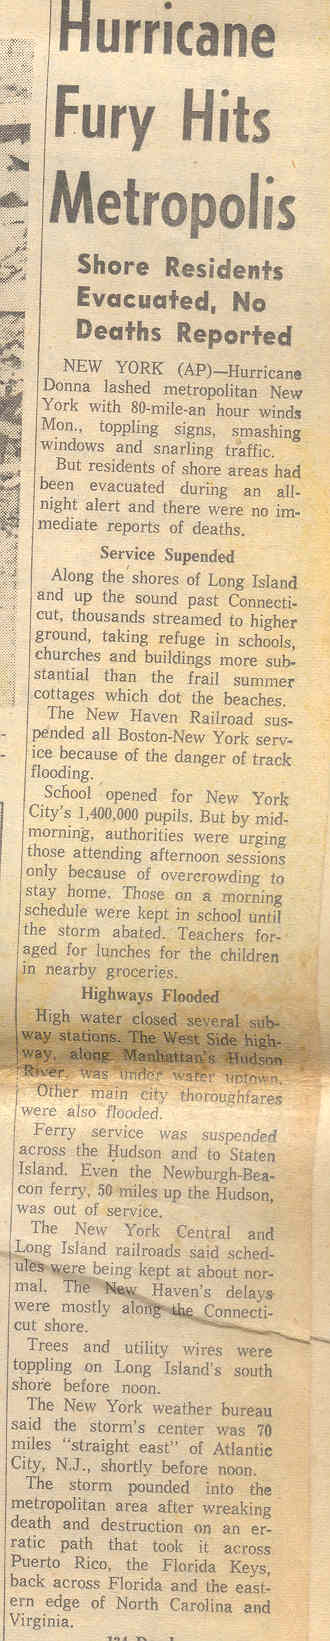 Hurricane
Fury Hits
Metropolis
Shore Residents
Evacuated, No
Deaths Reported
NEW YORK (AP)—Hurricane
Donna lashed metropolitan New
York with 80-mile-an hour winds
Mon., toppling signs, smashing
windows and snarling traffic.
But residents of shore areas had
been evacuated during an all-
night alert and there were no im-
mediate reports of deaths.
Service Supended
Along the shores of Long Island
and up the sound past Connecti-
cut, thousands streamed to higher
ground, taking refuge in schools,
churches and buildings more sub-
stantial than the frail summer
cottages which dot the beaches.
The New Haven Railroad sus-
pended all Boston-New York serv-
ice because of the danger of track
flooding.
School opened for New York
City's 1,400,000 pupils. But by mid-
morning, authorities were urging
those attending afternoon sessions
only because of overcrowding to
stay home. Those on a morning
schedule were kept in school until
the storm abated. Teachers for-
aged for lunches for the children
in nearby groceries.
Highways Flooded
High water closed several sub-
way stations. The West Side high-
way, along Manhattan's Hudson
River, was under water uptown.
Other main city thoroughfares
were also flooded.
Ferry service was suspended
across the Hudson and to Staten
Island. Even the Newburgh-Bea-
con ferry, 50 miles up the Hudson,
was out of service.
The New York Central and
Long Island railroads said sched-
ules were being kept at about nor-
mal. The New Haven's delays
were mostly along the Connecti-
cut shore.
Trees and utility wires were
toppling on Long Island's south
shore before noon.
The New York weather bureau
said the storm's center was 70
miles "straight east" of Atlantic
City, N.J., shortly before noon.
The storm pounded into the
metropolitan area after wreaking
death and destruction on an er-
ratic path that took it across
Puerto Rico, the Florida Keys,
back across Florida and the east-
ern edge of North Carolina and
Virginia.